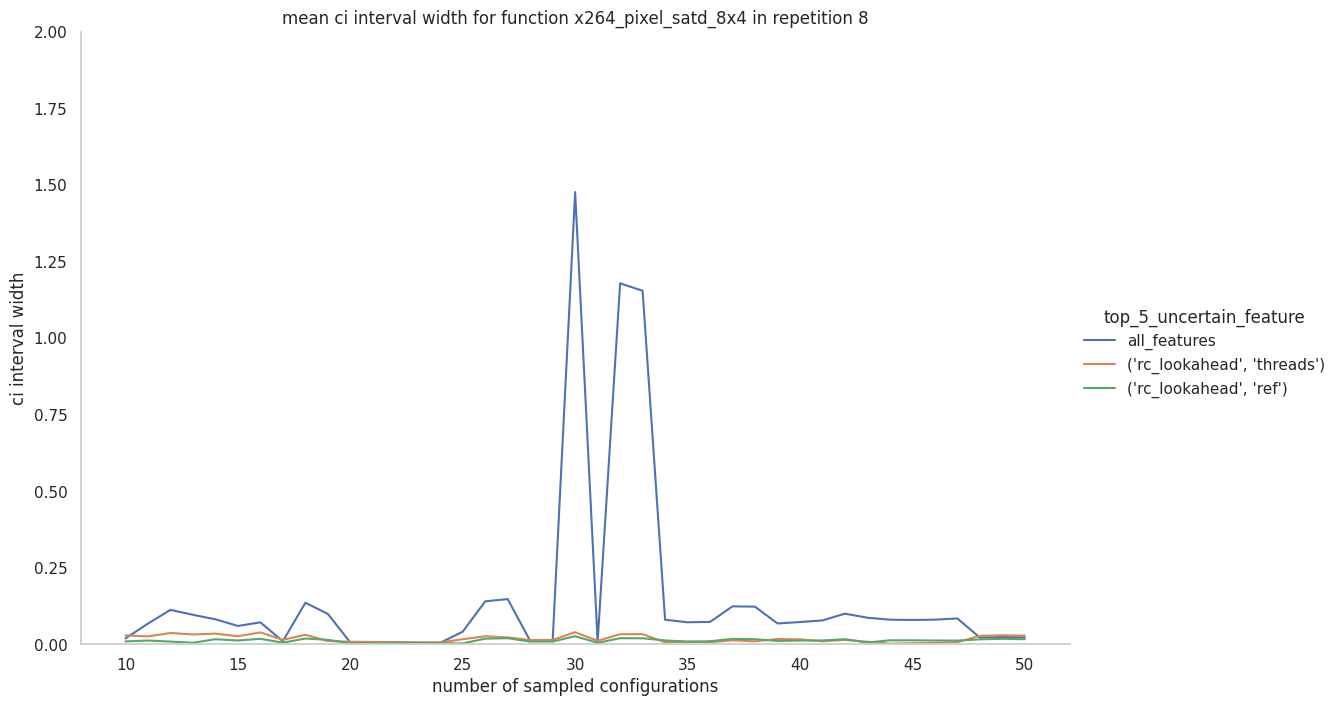 mean ci interval width for function x264_pixel_satd_8x4 in repetition 8
2.00
1.75
1.50
1.25
1.00
0.75
0.50
0.25
0.00
ci interval width
10 15 20 25 30 35 40 45 50
number of sampled configurations
top_5_uncertain_feature
all_features
('rc_lookahead', 'threads')
('rc_lookahead', 'ref')